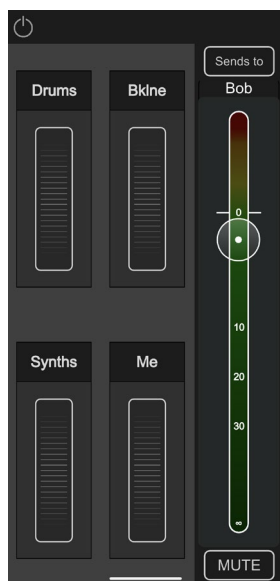 Sends to
Bob
Drums
Bklne
0
10
20
30
∞
Synths
Me
MUTE